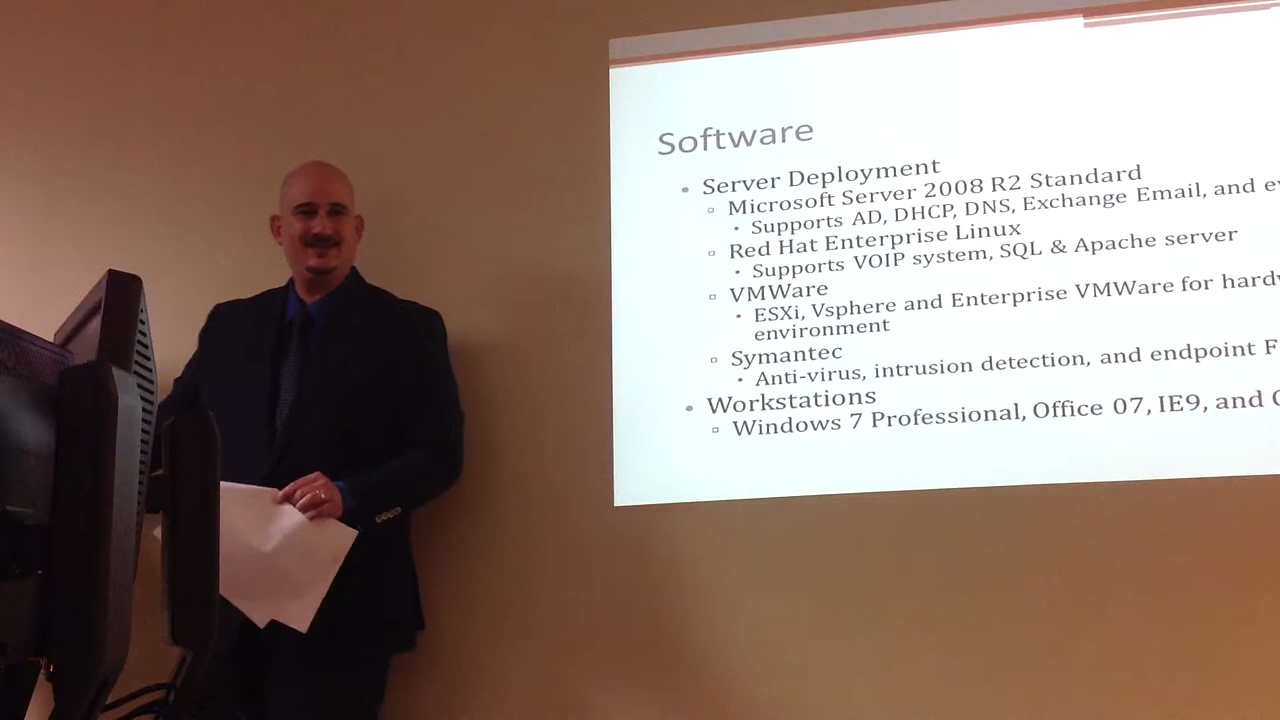 Software
Server Deployment
Microsoft Server 2008 R2 Standard
Supports AD, DHCP, DNS, Exchange Email, and
Red Hat Enterprise Linux
Supports VOIP system, SQL & Apache server
VMWare
ESXi, Vsphere and Enterprise VMWare for
environment
Symantec
Anti-virus, intrusion detection, and endpoint
Workstations
Windows 7 Professional, Office 07, IE9, and